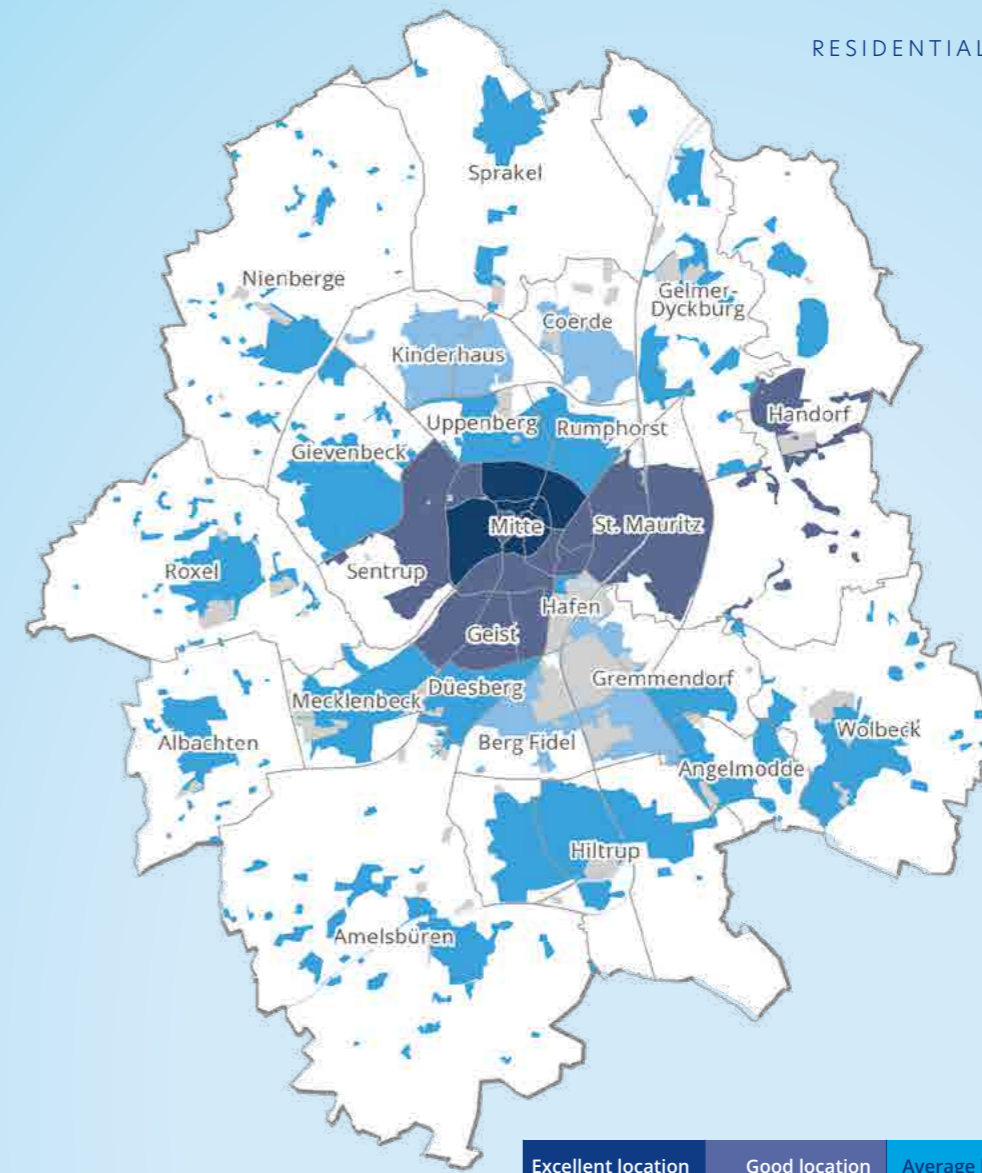 RESIDENTIAL
Sprakel
Nienberge
Gelmer-
Dyckburg
Coerde
Kinderhaus
Handorf
Uppenberg
Rumphorst
Gievenbeck
Mitte
St. Mauritz
Roxel
Sentrup
Hafen
Geist
Gremmendorf
Mecklenbeck
Düesberg
Wolbeck
Albachten
Berg Fidel
Angelmodde
Hiltrup
Amelsbüren
Excellent location
Good location
Average